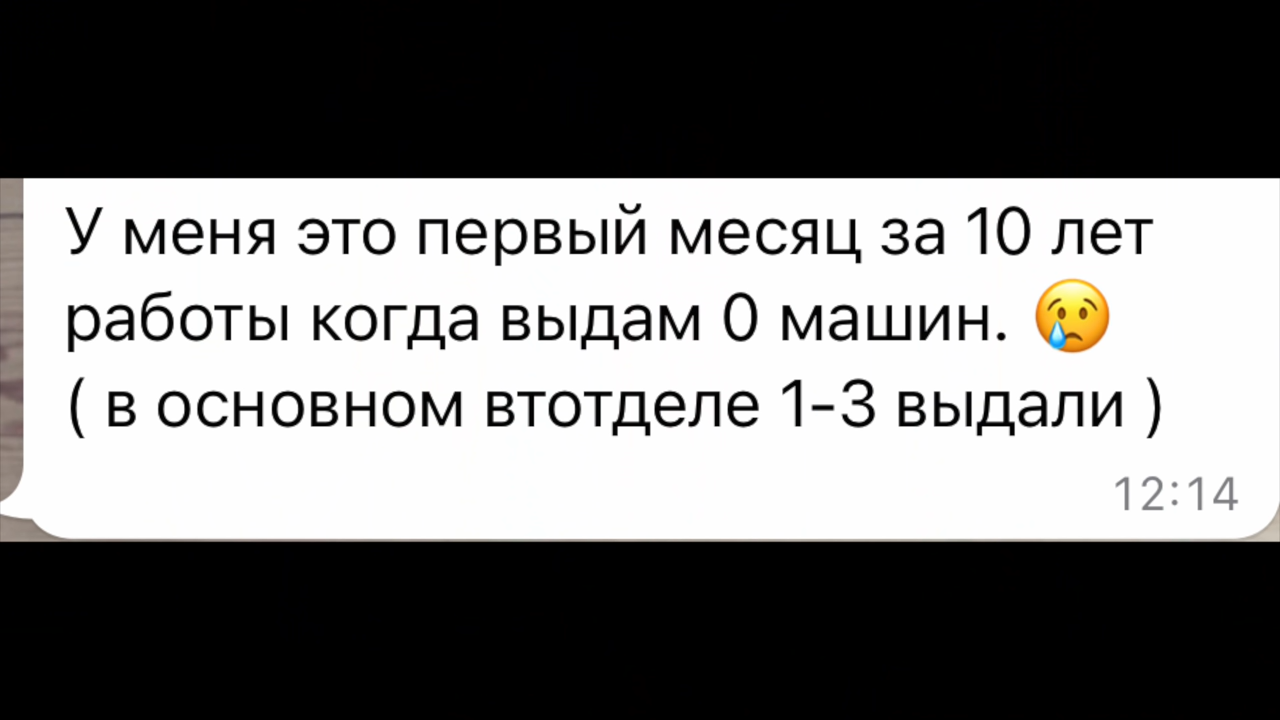 У меня это первый месяц за 10 лет
работы когда выдам 0 машин. 😢
( в основном втотделе 1-3 выдали )
12:14